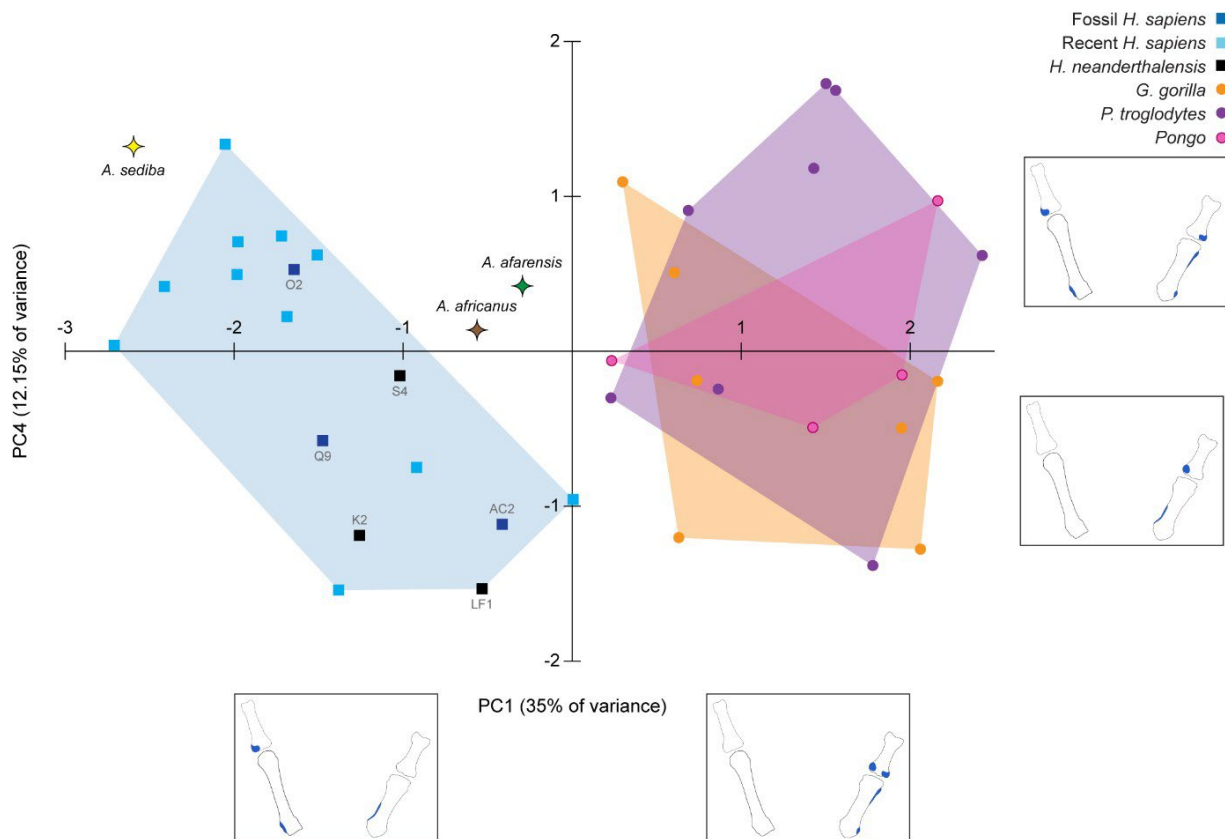 Fossil H. sapiens
Recent H. sapiens
H. neanderthalensis
G. gorilla
P. troglodytes
Pongo
2
1
-1
-2
-3
-2
-1
1
2
PC4 (12.15% of variance)
PC1 (35% of variance)
A. sediba
A. afarensis
A. africanus
O2
S4
Q9
K2
AC2
LF1